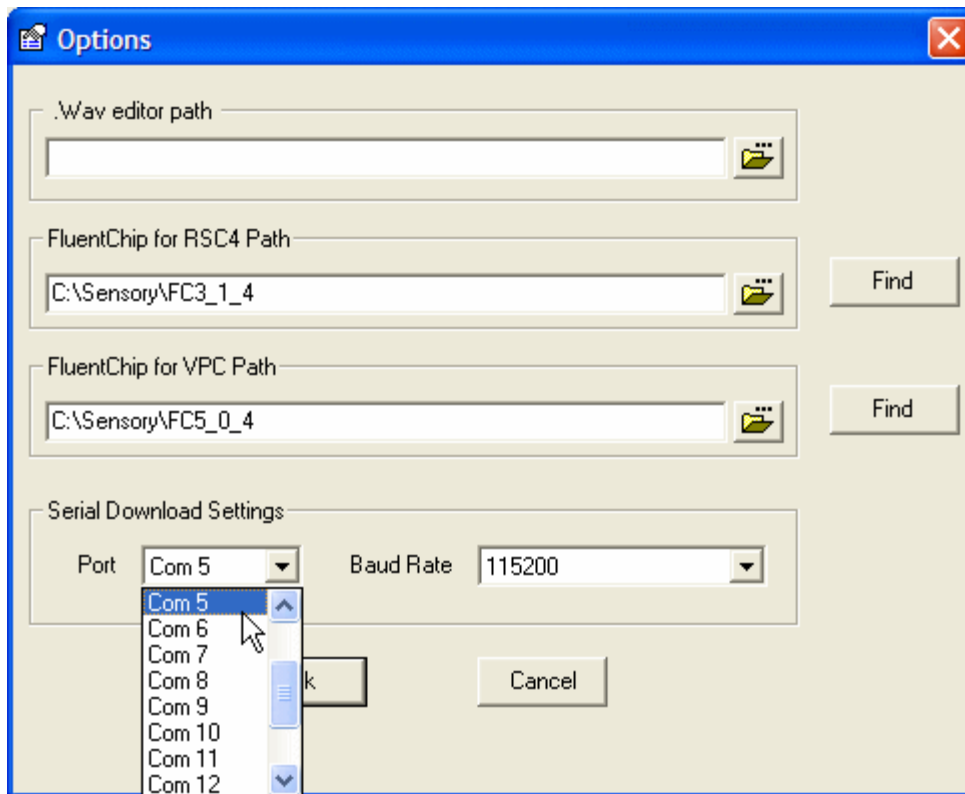 Options
.Wav editor path
FluentChip for RSC4 Path
C:\Sensory\FC3_1_4
Find
FluentChip for VPC Path
C:\Sensory\FC5_0_4
Find
Serial Download Settings
Port Com 5 Baud Rate 115200
Com 5
Com 6
Com 7
Com 8
k Cancel
Com 9
Com 10
Com 11
Com 12